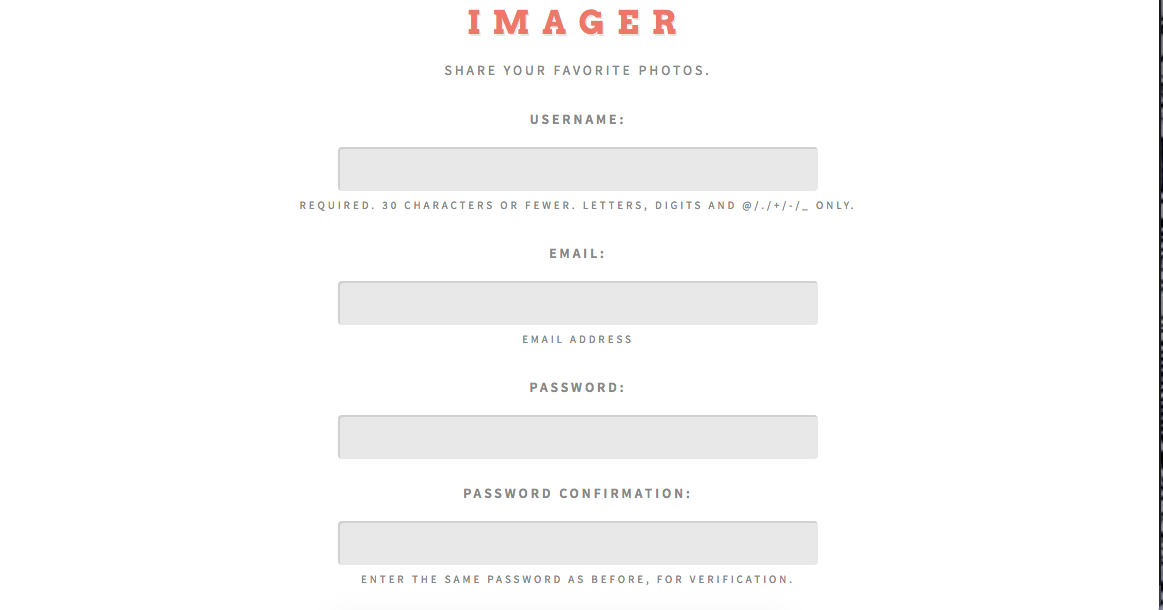 IMAGER
SHARE YOUR FAVORITE PHOTOS.
USERNAME:
REQUIRED. 30 CHARACTERS OR FEWER. LETTERS, DIGITS AND @/./+/-/_ ONLY.
EMAIL:
EMAIL ADDRESS
PASSWORD:
PASSWORD CONFIRMATION:
ENTER THE SAME PASSWORD AS BEFORE, FOR VERIFICATION.